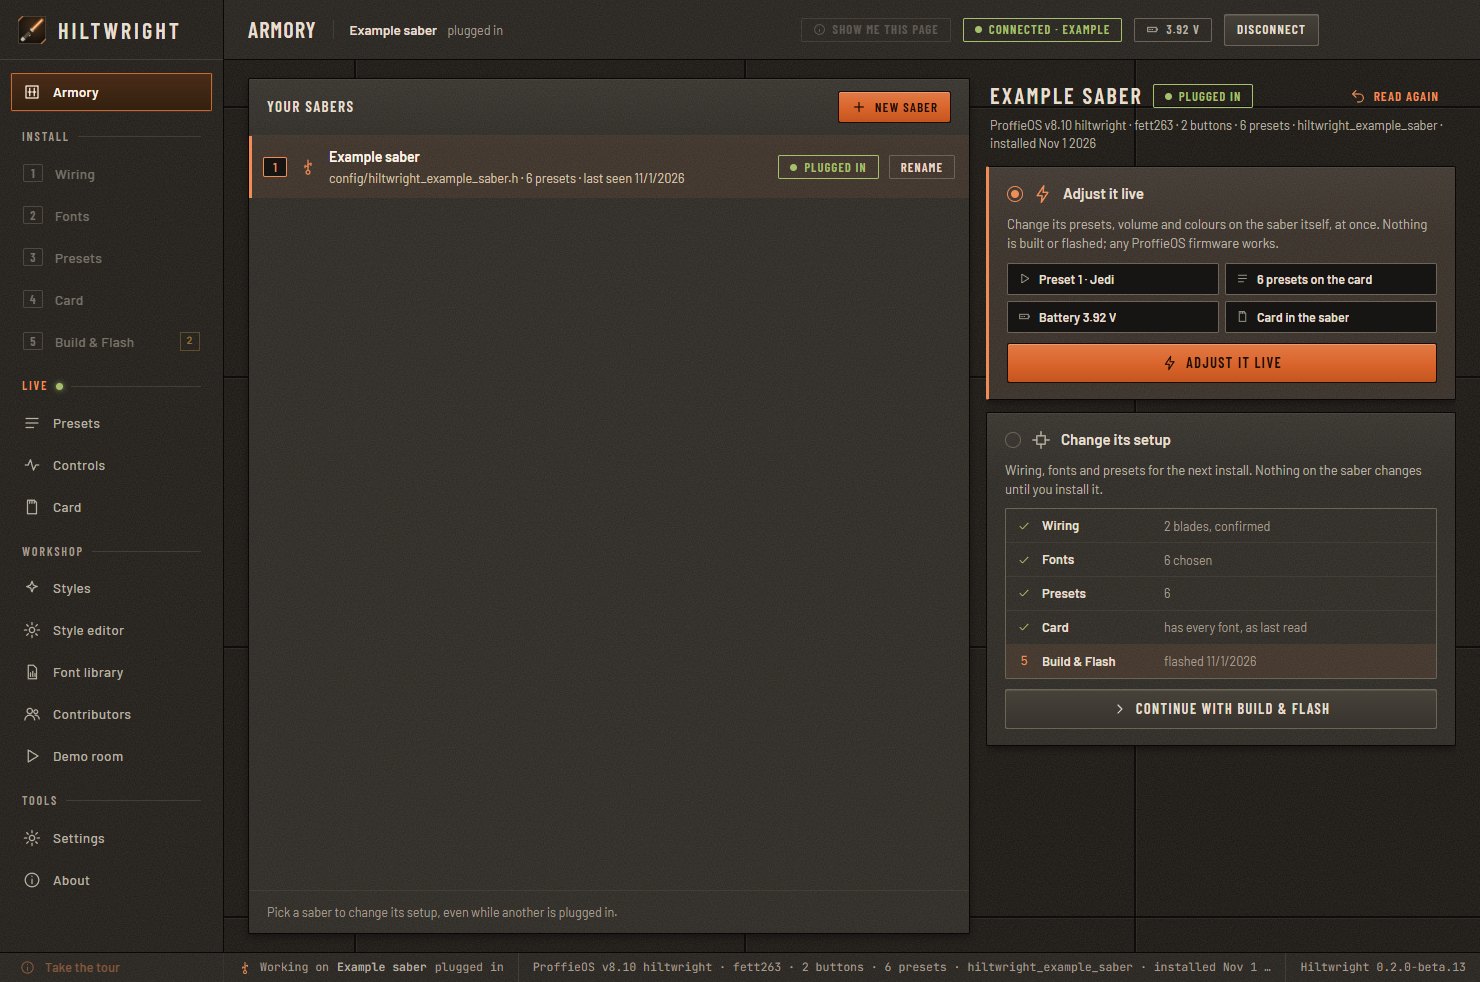 HILTWRIGHT
ARMORY
Example saber plugged in
SHOW ME THIS PAGE
CONNECTED · EXAMPLE
3.92 V
DISCONNECT
Armory
INSTALL
1 Wiring
2 Fonts
3 Presets
4 Card
5 Build & Flash 2
LIVE
Presets
Controls
Card
WORKSHOP
Styles
Style editor
Font library
Contributors
Demo room
TOOLS
Settings
About
Take the tour
YOUR SABERS
+ NEW SABER
1 Example saber
config/hiltwright_example_saber.h · 6 presets · last seen 11/1/2026
PLUGGED IN
RENAME
Pick a saber to change its setup, even while another is plugged in.
EXAMPLE SABER
PLUGGED IN
READ AGAIN
ProffieOS v8.10 hiltwright · fett263 · 2 buttons · 6 presets · hiltwright_example_saber ·
installed Nov 1 2026
Adjust it live
Change its presets, volume and colours on the saber itself, at once. Nothing
is built or flashed; any ProffieOS firmware works.
Preset 1 · Jedi
6 presets on the card
Battery 3.92 V
Card in the saber
ADJUST IT LIVE
Change its setup
Wiring, fonts and presets for the next install. Nothing on the saber changes
until you install it.
Wiring 2 blades, confirmed
Fonts 6 chosen
Presets 6
Card has every font, as last read
5 Build & Flash flashed 11/1/2026
CONTINUE WITH BUILD & FLASH
Working on Example saber plugged in
ProffieOS v8.10 hiltwright · fett263 · 2 buttons · 6 presets · hiltwright_example_saber · installed Nov 1 …
Hiltwright 0.2.0-beta.13